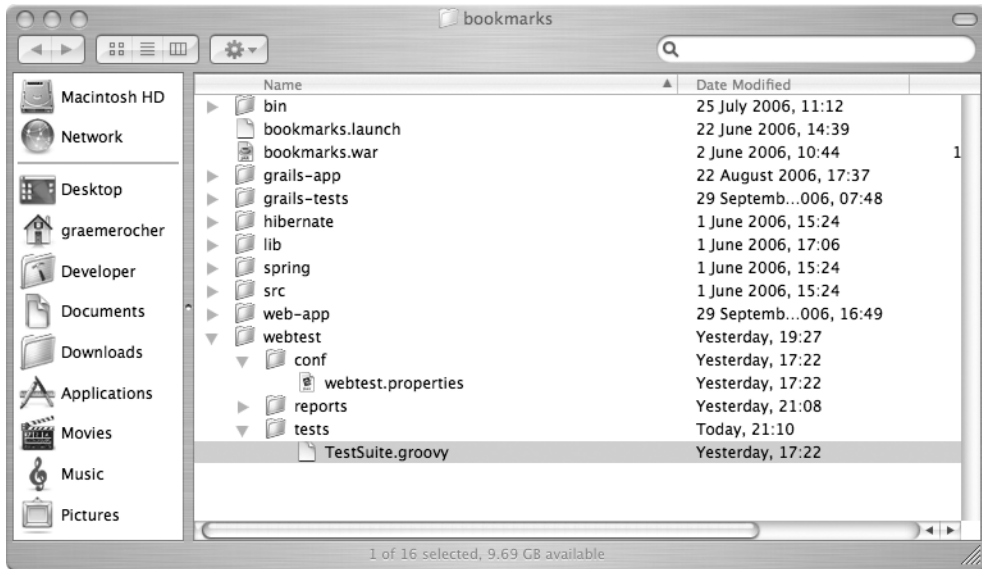 bookmarks
Macintosh HD
Network
Desktop
graemerocher
Developer
Documents
Downloads
Applications
Movies
Music
Pictures
Name Date Modified
bin 25 July 2006, 11:12
bookmarks.launch 22 June 2006, 14:39
bookmarks.war 2 June 2006, 10:44 1
grails-app 22 August 2006, 17:37
grails-tests 29 Septemb...006, 07:48
hibernate 1 June 2006, 15:24
lib 1 June 2006, 17:06
spring 1 June 2006, 15:24
src 1 June 2006, 15:24
web-app 29 Septemb...006, 16:49
webtest Yesterday, 19:27
conf Yesterday, 17:22
webtest.properties Yesterday, 17:22
reports Yesterday, 21:08
tests Today, 21:10
TestSuite.groovy Yesterday, 17:22
1 of 16 selected, 9.69 GB available